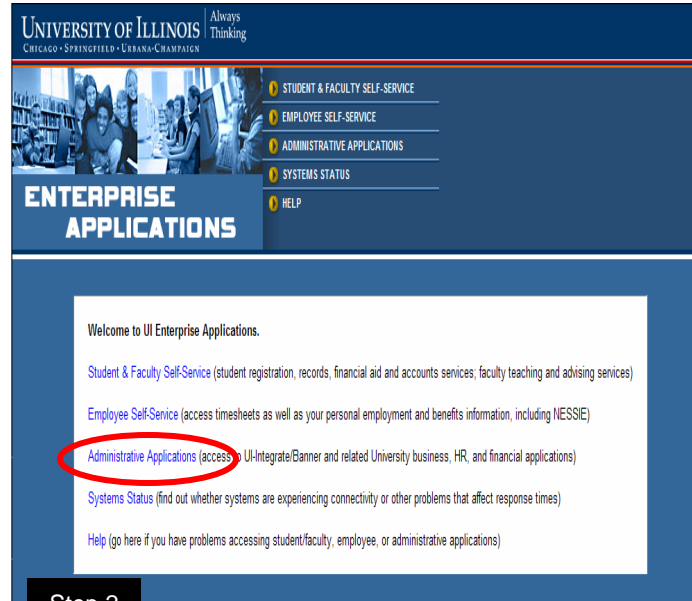 UNIVERSITY OF ILLINOIS
Always
Thinking
CHICAGO • SPRINGFIELD • URBANA-CHAMPAIGN
STUDENT & FACULTY SELF-SERVICE
EMPLOYEE SELF-SERVICE
ADMINISTRATIVE APPLICATIONS
SYSTEMS STATUS
HELP
ENTERPRISE
APPLICATIONS
Welcome to UI Enterprise Applications.
Student & Faculty Self-Service (student registration, records, financial aid and accounts services; faculty teaching and advising services)
Employee Self-Service (access timesheets as well as your personal employment and benefits information, including NESSIE)
Administrative Applications (access to UI-Integrate/Banner and related University business, HR, and financial applications)
Systems Status (find out whether systems are experiencing connectivity or other problems that affect response times)
Help (go here if you have problems accessing student/faculty, employee, or administrative applications)
Step 2